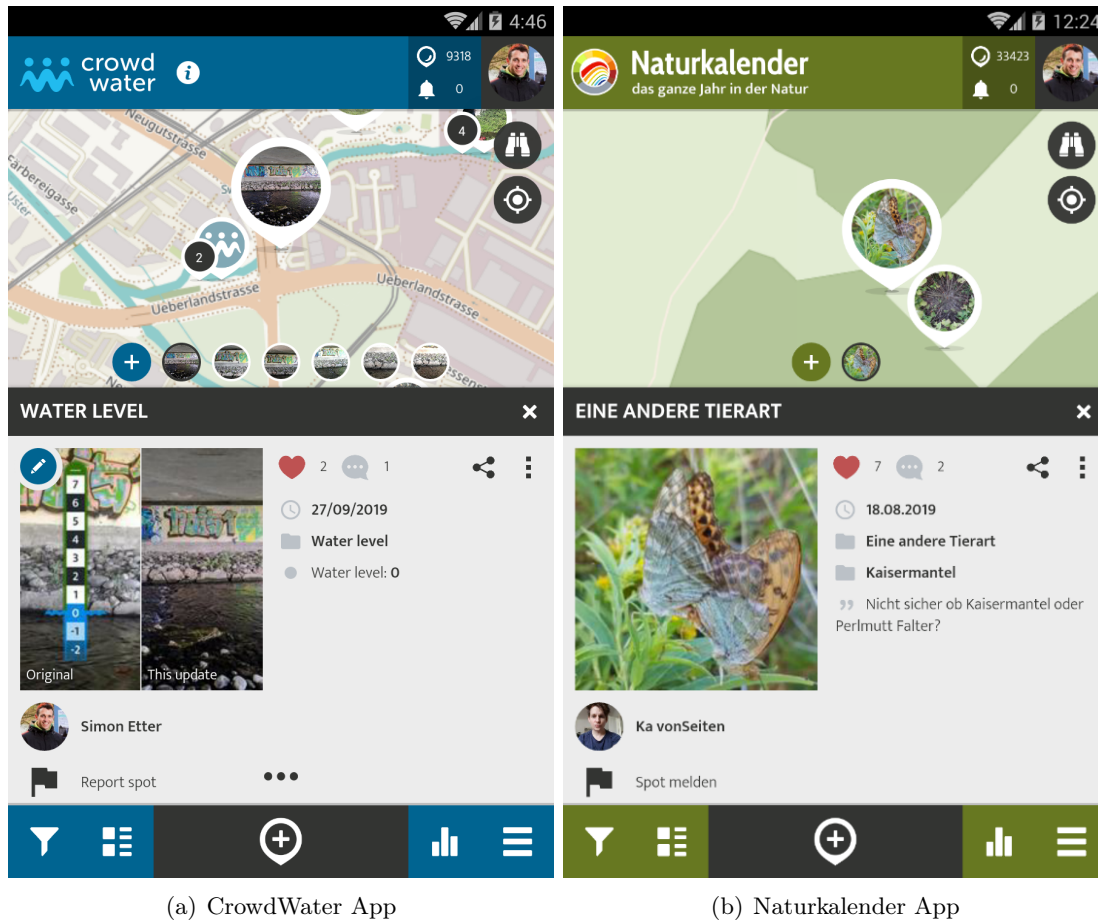 4:46
crowd
water
i
9318
0
Neugutstrasse
4
Färbereigasse
Uster
2
Ueberlandstrasse
Ueberlandstrasse
WATER LEVEL
7
6
5
4
3
2
1
0
-1
-2
Original
This update
2
1
27/09/2019
Water level
Water level: 0
Simon Etter
Report spot
(a) CrowdWater App
12:24
Naturkalender
das ganze Jahr in der Natur
33423
0
EINE ANDERE TIERART
7
2
18.08.2019
Eine andere Tierart
Kaisermantel
Nicht sicher ob Kaisermantel oder
Perlmutt Falter?
Ka vonSeiten
Spot melden
(b) Naturkalender App